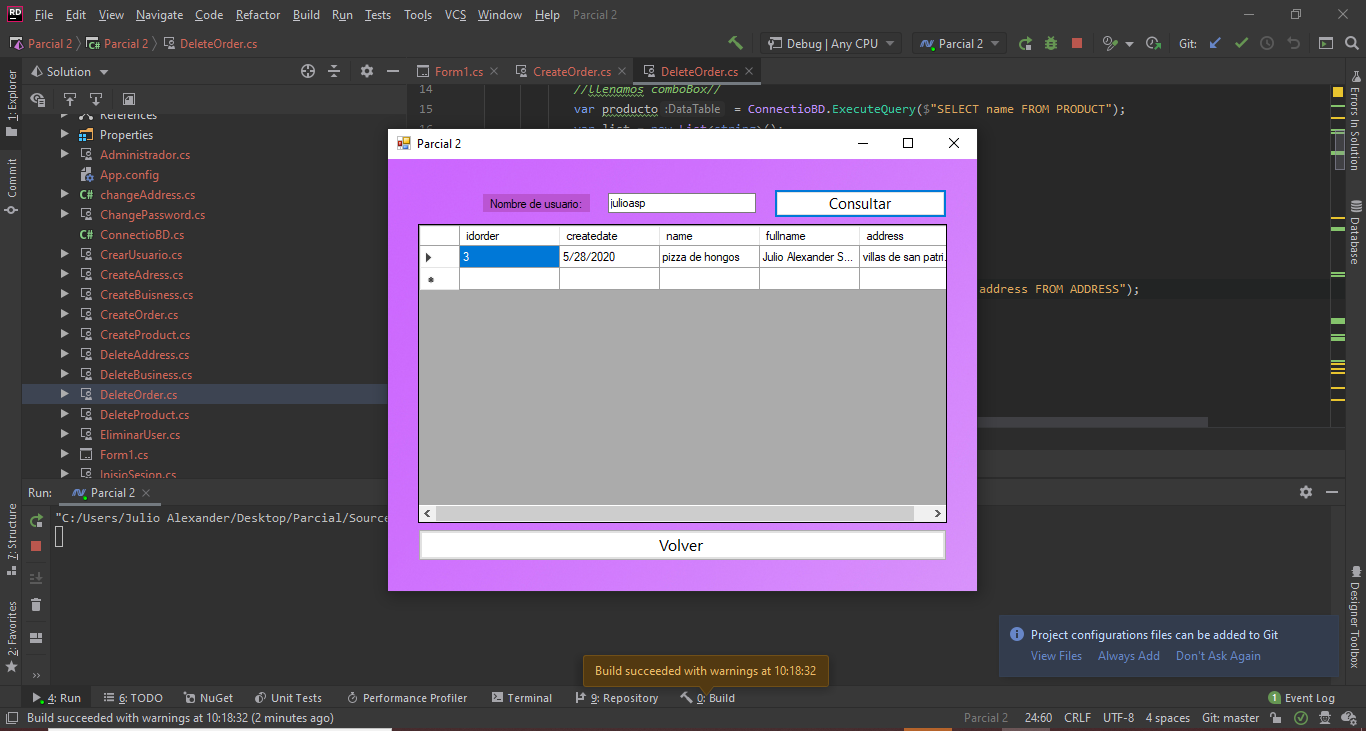 File Edit View Navigate Code Refactor Build Run Tests Tools VCS Window Help Parcial 2
Parcial 2 Parcial 2 DeleteOrder.cs
Debug | Any CPU Parcial 2 Git:
Solution
Form1.cs CreateOrder.cs DeleteOrder.cs
1: Explorer
Commit
7: Structure
2: Favorites
References
Properties
Administrador.cs
App.config
changeAddress.cs
ChangePassword.cs
ConnectioBD.cs
CrearUsuario.cs
CreateAdress.cs
CreateBuisness.cs
CreateOrder.cs
CreateProduct.cs
DeleteAddress.cs
DeleteBusiness.cs
DeleteOrder.cs
DeleteProduct.cs
EliminarUser.cs
Form1.cs
InisioSesion.cs
14 //llenamos comboBox//
15 var producto :DataTable = ConnectioBD.ExecuteQuery($"SELECT name FROM PRODUCT");
16 var list = new List<string>();
address FROM ADDRESS");
Parcial 2
Nombre de usuario: julioasp Consultar
idorder createdate name fullname address
3 5/28/2020 pizza de hongos Julio Alexander S... villas de san patri...
Volver
Errors In Solution
Database
Designer Toolbox
Run: Parcial 2
"C:/Users/Julio Alexander/Desktop/Parcial/Source
Project configurations files can be added to Git
View Files Always Add Don't Ask Again
Build succeeded with warnings at 10:18:32
4: Run 6: TODO NuGet Unit Tests Performance Profiler Terminal 9: Repository 0: Build 1 Event Log
Build succeeded with warnings at 10:18:32 (2 minutes ago) Parcial 2 24:60 CRLF UTF-8 4 spaces Git: master